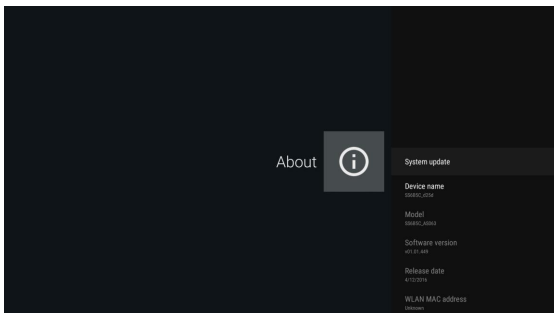 About
System update
Device name
Model
Software version
Release date
4/12/2016
WLAN MAC address
Unknown